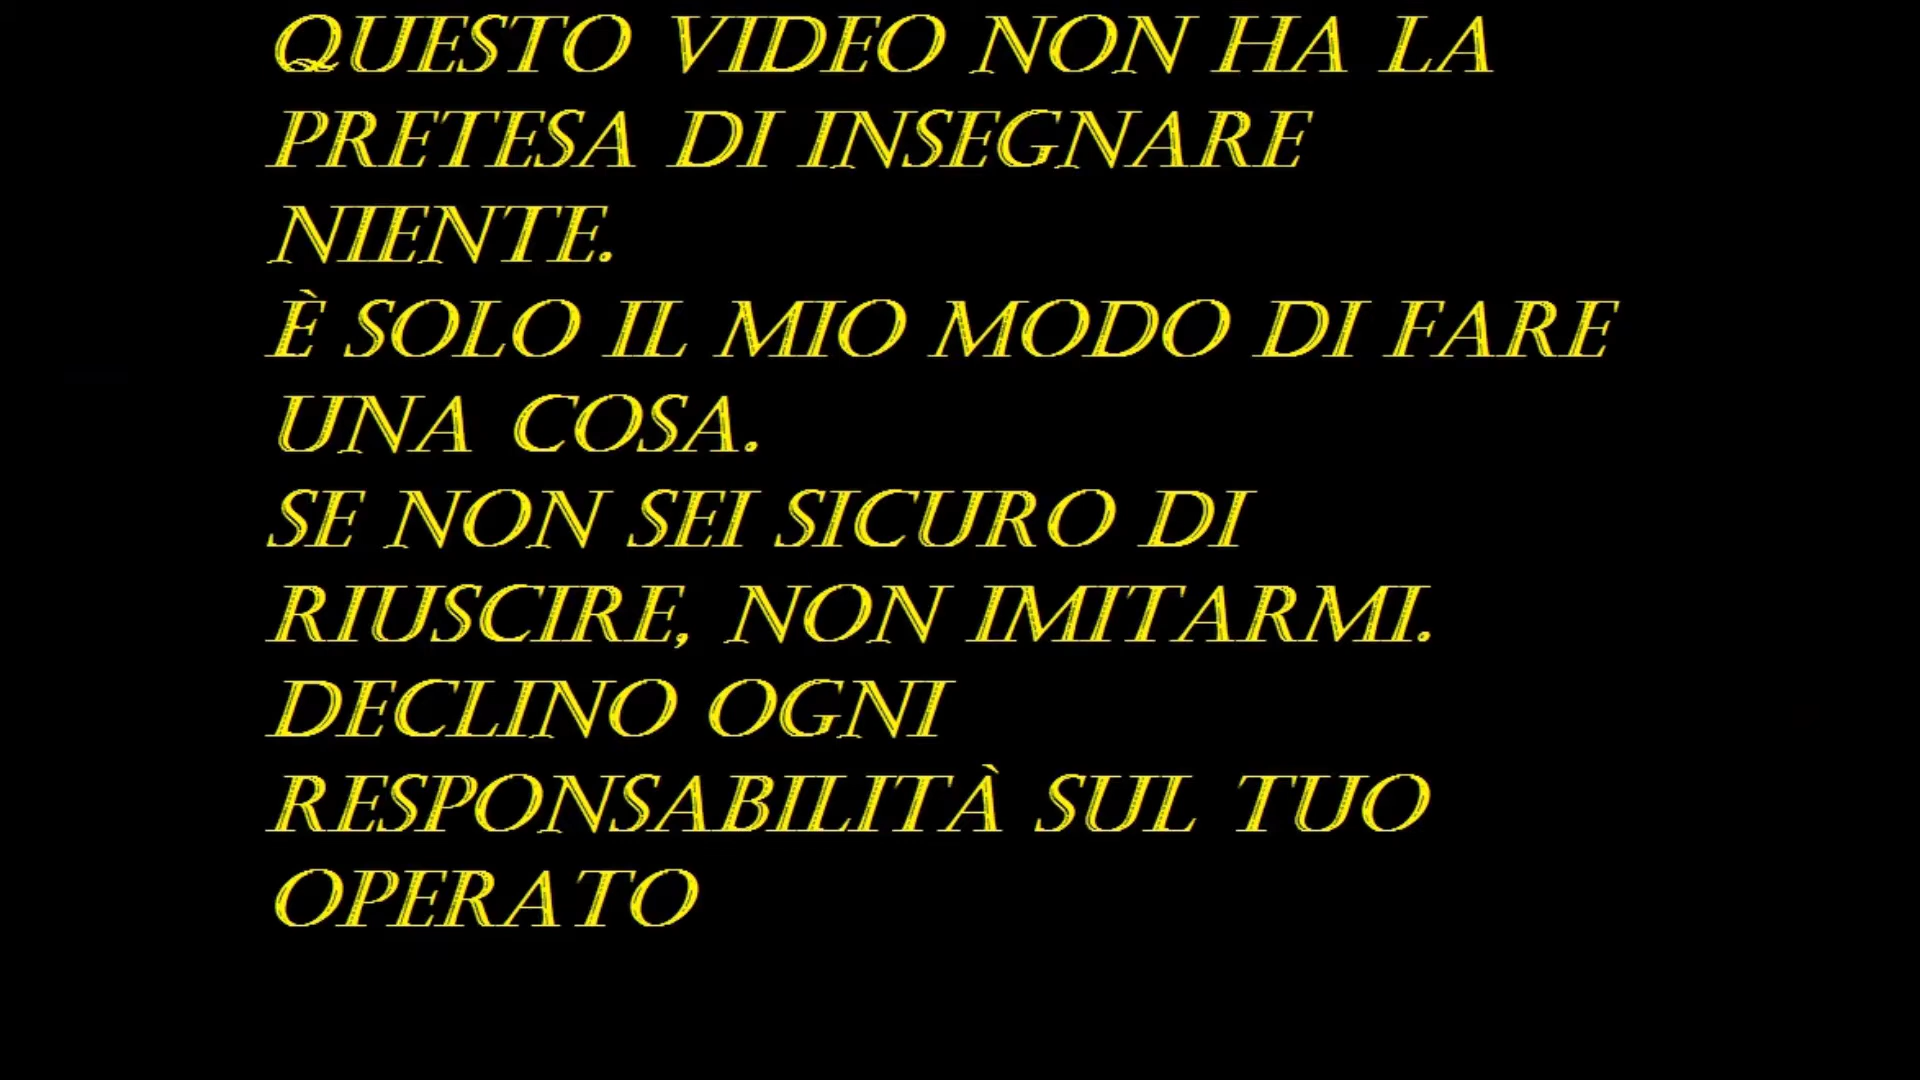 QUESTO VIDEO NON HA LA
PRETESA DI INSEGNARE
NIENTE.
È SOLO IL MIO MODO DI FARE
UNA COSA.
SE NON SEI SICURO DI
RIUSCIRE, NON IMITARMI.
DECLINO OGNI
RESPONSABILITÀ SUL TUO
OPERATO